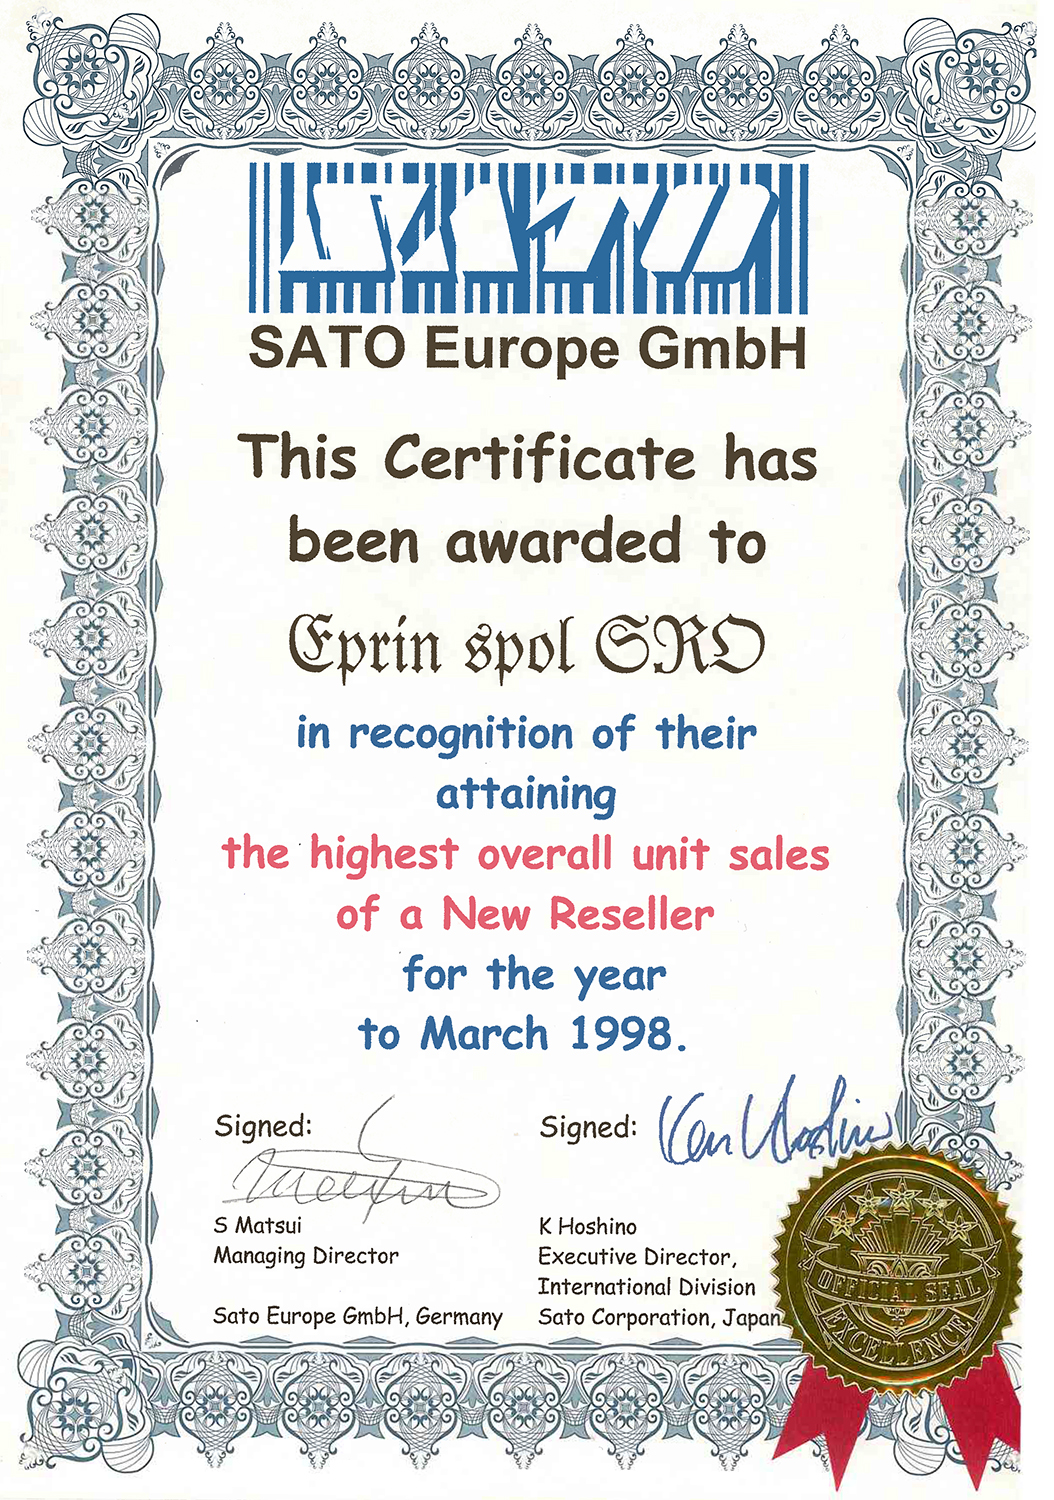 SATO
SATO Europe GmbH
This Certificate has
been awarded to
Eprin spol SRO
in recognition of their
attaining
the highest overall unit sales
of a New Reseller
for the year
to March 1998.
Signed:
S Matsui
Managing Director
Sato Europe GmbH, Germany
Signed:
Ken Hoshino
K Hoshino
Executive Director,
International Division
Sato Corporation, Japan
OFFICIAL SEAL
EXCELLENCE